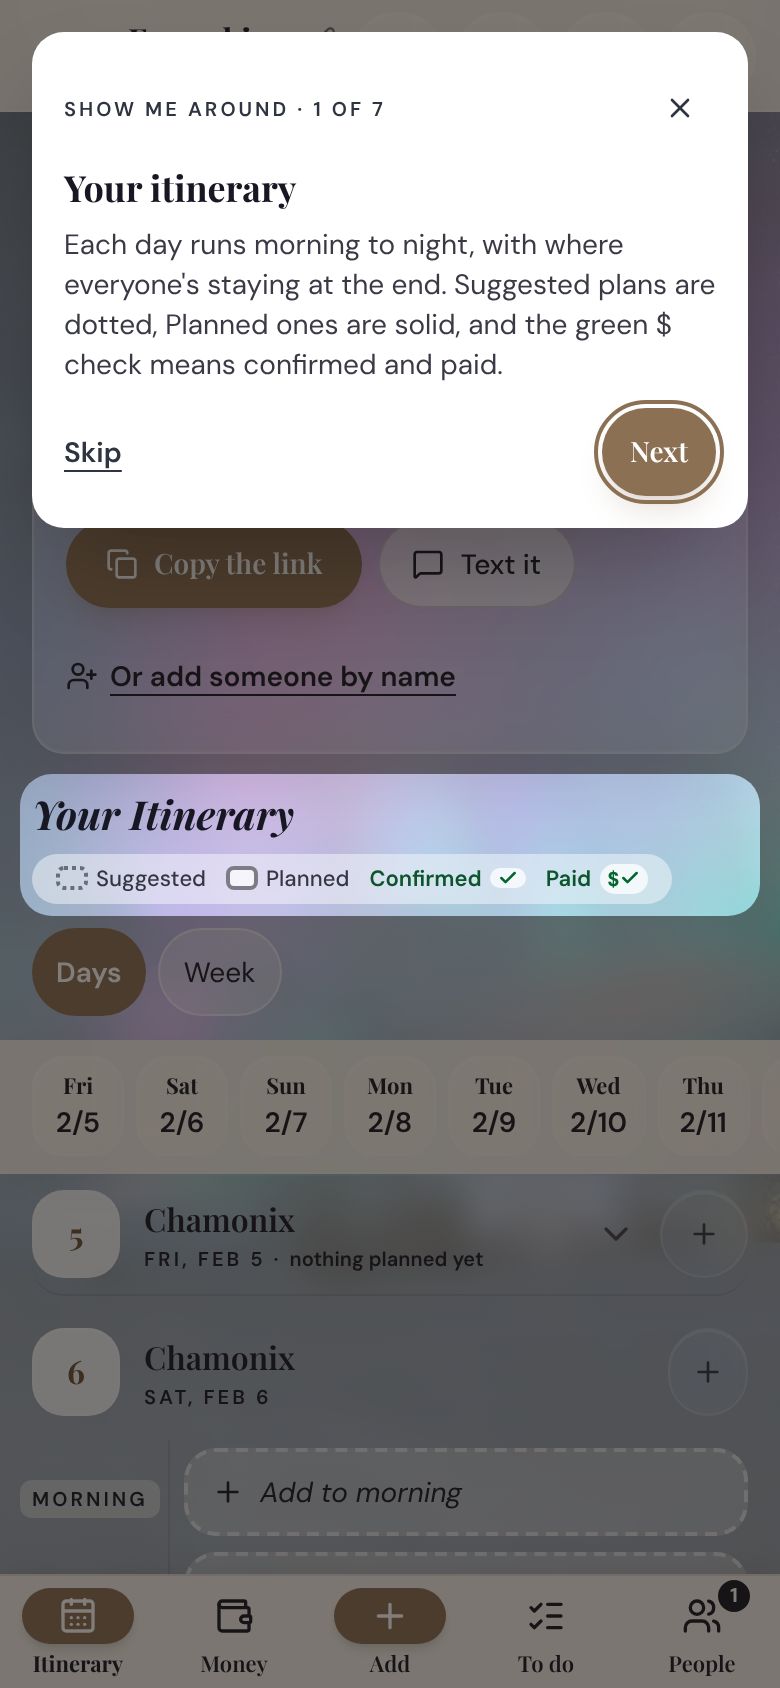 SHOW ME AROUND · 1 OF 7
Your itinerary
Each day runs morning to night, with where
everyone's staying at the end. Suggested plans are
dotted, Planned ones are solid, and the green $
check means confirmed and paid.
Skip
Next
Copy the link
Text it
Or add someone by name
Your Itinerary
Suggested
Planned
Confirmed
Paid $
Days
Week
Fri
2/5
Sat
2/6
Sun
2/7
Mon
2/8
Tue
2/9
Wed
2/10
Thu
2/11
5
Chamonix
FRI, FEB 5 · nothing planned yet
6
Chamonix
SAT, FEB 6
MORNING
Add to morning
1
Itinerary
Money
Add
To do
People